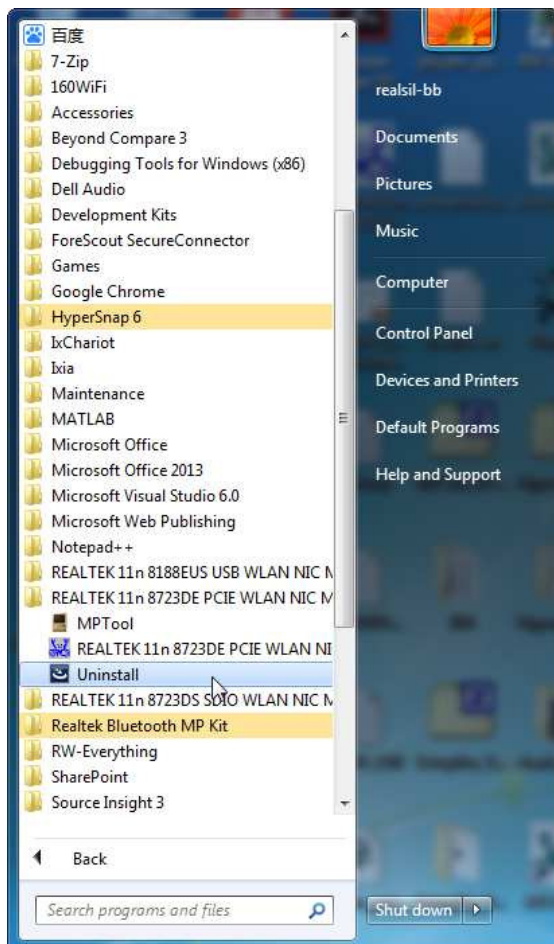 百度
7-Zip
160WiFi
Accessories
Beyond Compare 3
Debugging Tools for Windows (x86)
Dell Audio
Development Kits
ForeScout SecureConnector
Games
Google Chrome
HyperSnap 6
IxChariot
Ixia
Maintenance
MATLAB
Microsoft Office
Microsoft Office 2013
Microsoft Visual Studio 6.0
Microsoft Web Publishing
Notepad++
REALTEK 11n 8188EUS USB WLAN NIC M
REALTEK 11n 8723DE PCIE WLAN NIC M
MPTool
REALTEK 11n 8723DE PCIE WLAN NI
Uninstall
REALTEK 11n 8723DS SDIO WLAN NIC M
Realtek Bluetooth MP Kit
RW-Everything
SharePoint
Source Insight 3
Back
Search programs and files
realsil-bb
Documents
Pictures
Music
Computer
Control Panel
Devices and Printers
Default Programs
Help and Support
Shut down